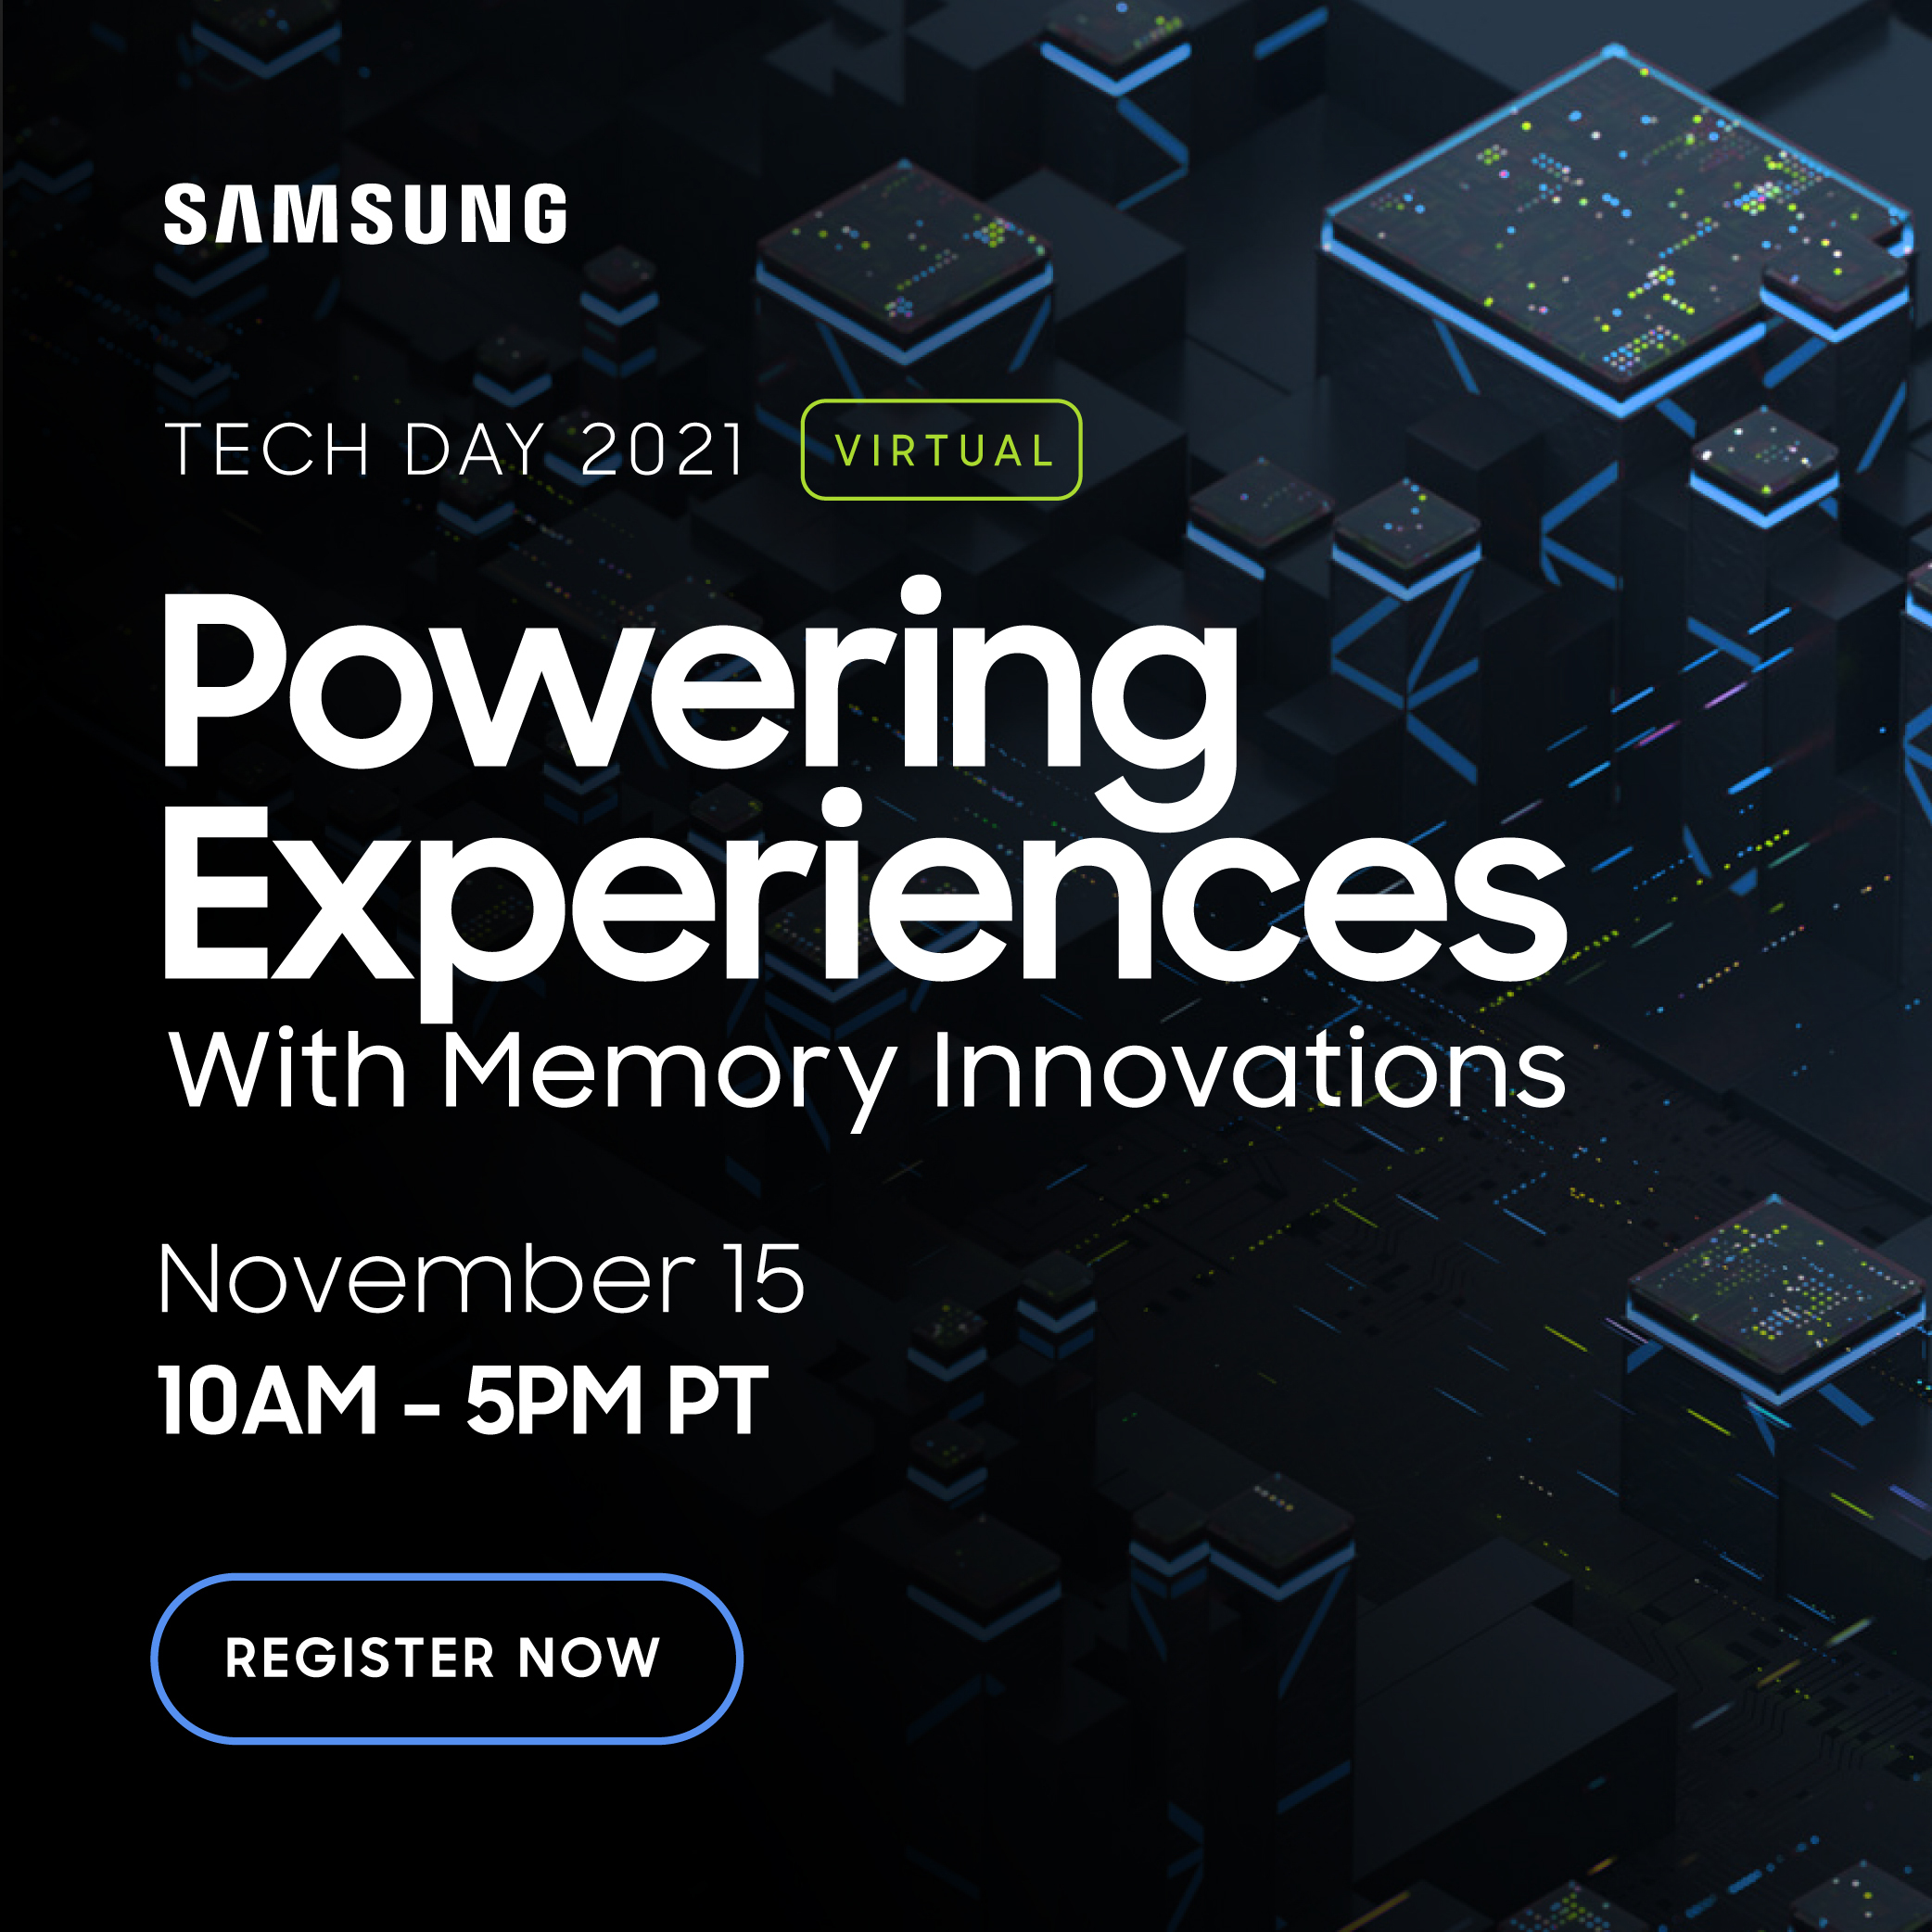 SAMSUNG
TECH DAY 2021 VIRTUAL
Powering
Experiences
With Memory Innovations
November 15
10AM – 5PM PT
REGISTER NOW